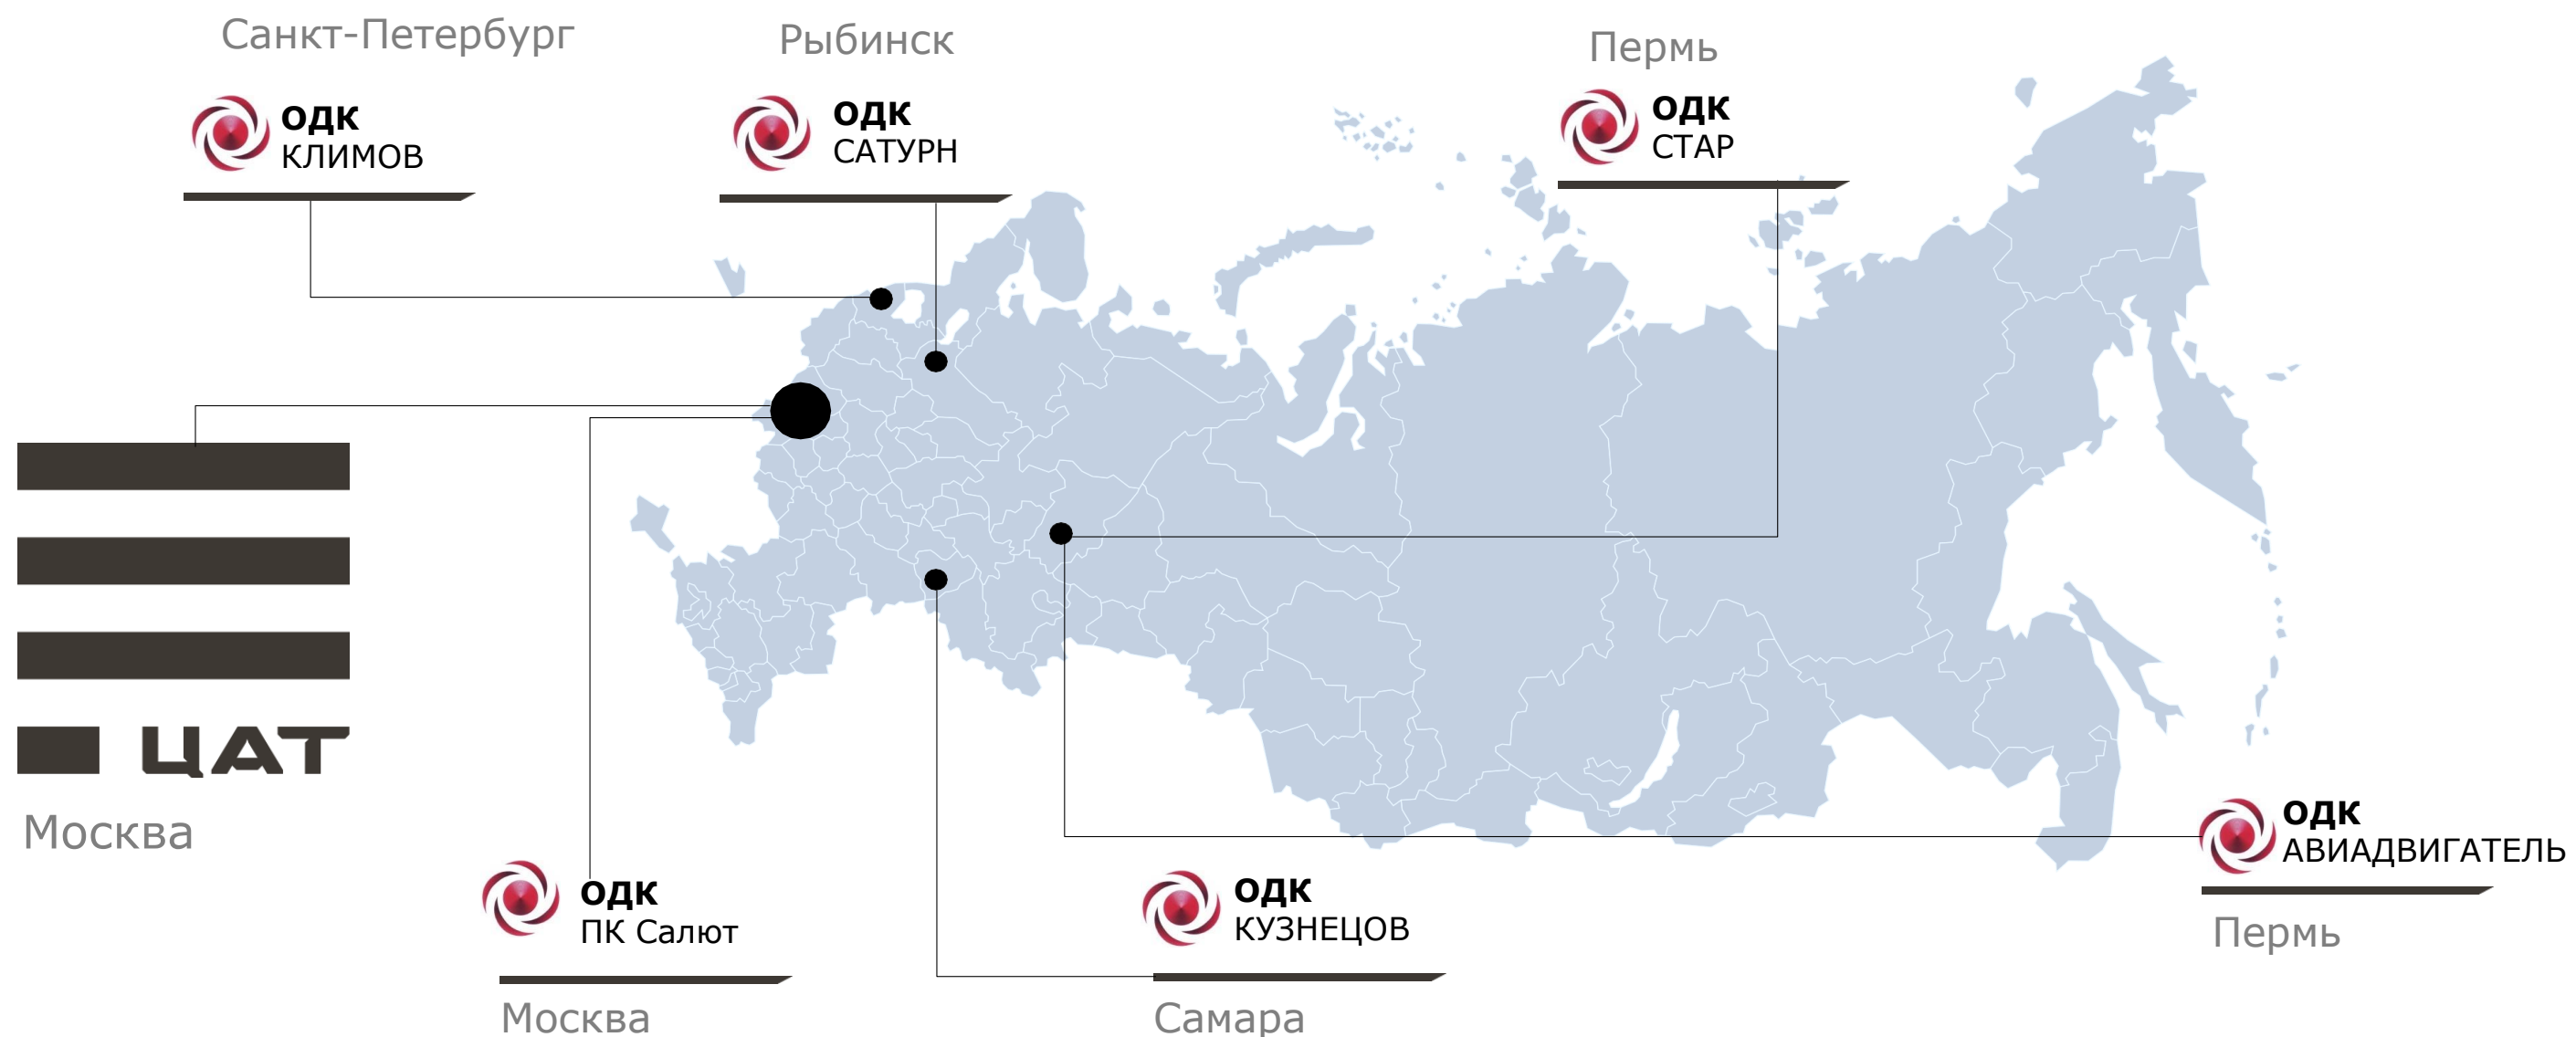 Санкт-Петербург
ОДК
КЛИМОВ
Рыбинск
ОДК
САТУРН
Пермь
ОДК
СТАР
ЦАТ
Москва
ОДК
ПК Салют
Москва
ОДК
КУЗНЕЦОВ
Самара
ОДК
АВИАДВИГАТЕЛЬ
Пермь